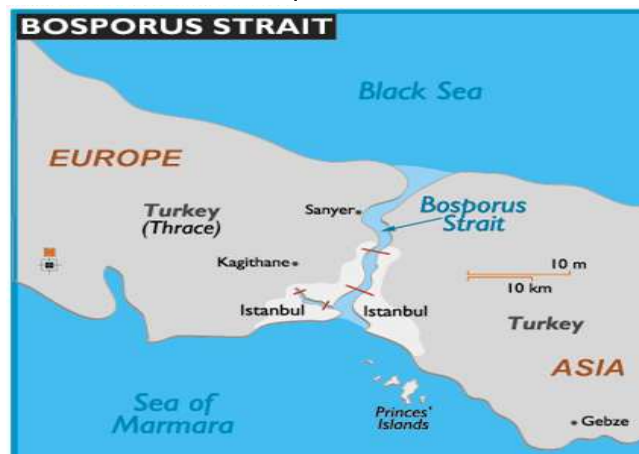 BOSPORUS STRAIT
Black Sea
EUROPE
Turkey
(Thrace)
Sanyer
Bosporus
Strait
Kagithane
10 m
10 km
Istanbul
Istanbul
Turkey
ASIA
Sea of
Marmara
Princes'
Islands
Gebze